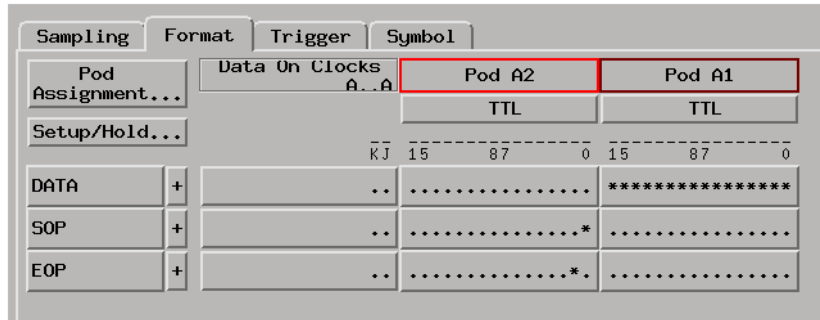 Sampling Format Trigger Symbol
Pod Assignment... Data On Clocks A..A Pod A2 Pod A1
TTL TTL
Setup/Hold...
KJ 15 87 0 15 87 0
DATA + .. ................ ****************
SOP + .. ...............* ................
EOP + .. ..............*. ................